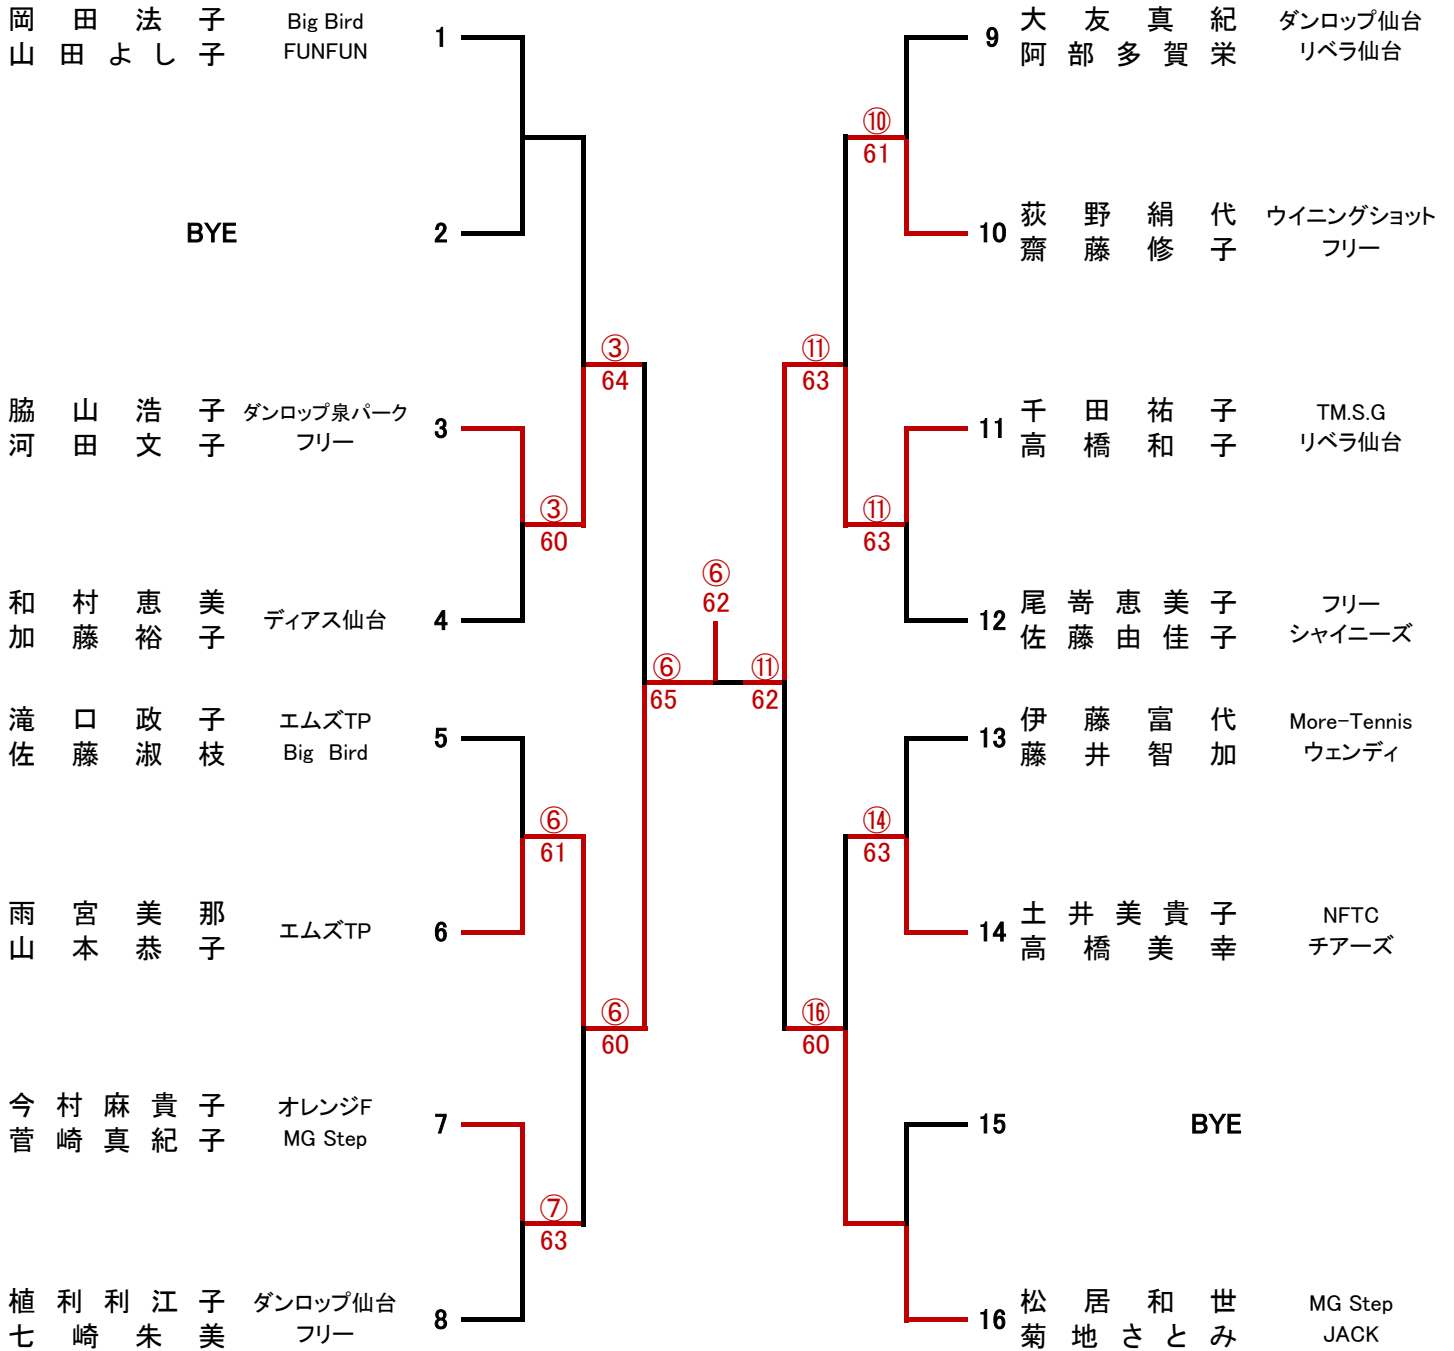 岡田法子 Big Bird
1
山田よし子 FUNFUN
BYE 2
③
64
脇山浩子 ダンロップ泉パーク
3
河田文子 フリー
③
60
和村恵美
ディアス仙台 4
加藤裕子
⑥
65
滝口政子 エムズTP
5
佐藤淑枝 Big Bird
⑥
61
雨宮美那
エムズTP 6
山本恭子
⑥
60
今村麻貴子 オレンジF
7
菅崎真紀子 MG Step
⑦
63
植利利江子 ダンロップ仙台
8
七崎朱美 フリー
⑥
62
大友真紀 ダンロップ仙台
9
阿部多賀栄 リベラ仙台
⑩
61
荻野絹代 ウイニングショット
10
齋藤修子 フリー
⑪
63
千田祐子 TM.S.G
11
高橋和子 リベラ仙台
⑪
63
尾嵜恵美子 フリー
12
佐藤由佳子 シャイニーズ
⑪
62
伊藤富代 More-Tennis
13
藤井智加 ウェンディ
⑭
63
土井美貴子 NFTC
14
高橋美幸 チアーズ
⑯
60
15 BYE
松居和世 MG Step
16
菊地さとみ JACK